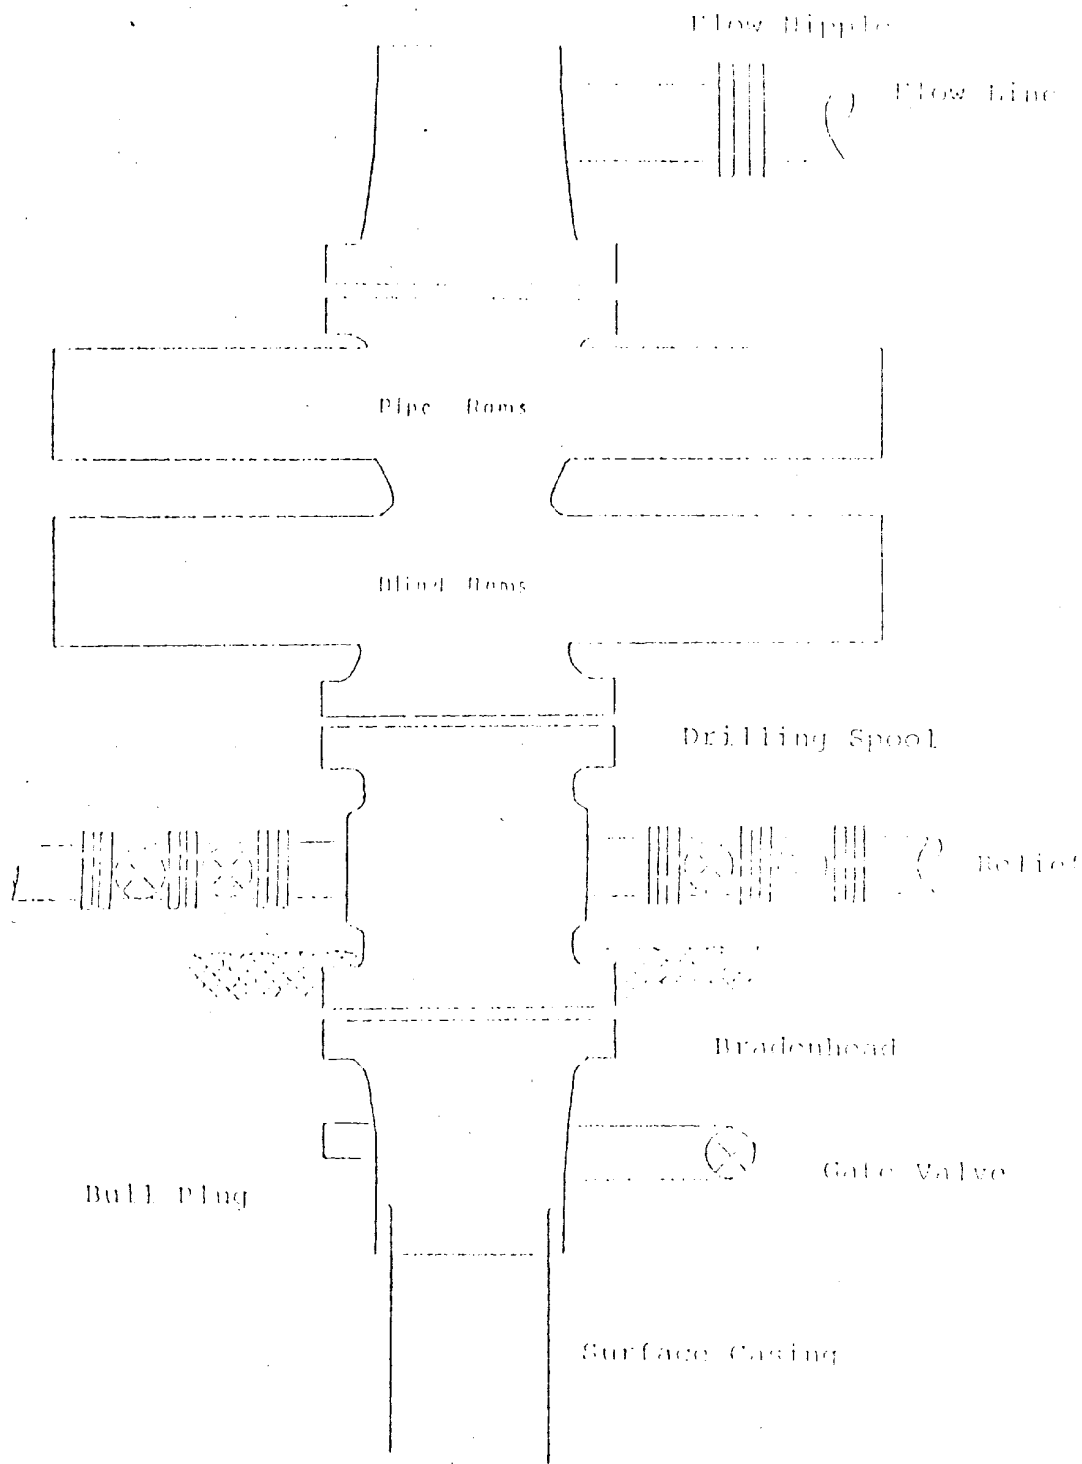 Flow Nipple
Flow Line
Pipe Rams
Blind Rams
Drilling Spool
Relief
Bradenhead
Gate Valve
Bull Plug
Surface Casing